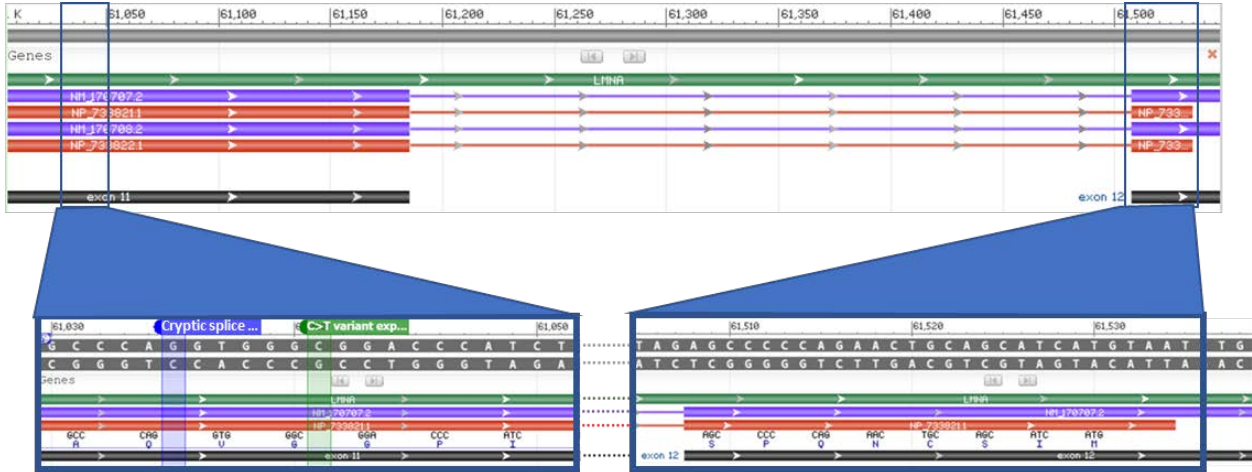 K
61,050 61,100 61,150 61,200 61,250 61,300 61,350 61,400 61,450 61,500
Genes
LMNA
NM_170707.2
NP_733821.1 NP_733...
NM_170708.2
NP_733822.1 NP_733...
exon 11 exon 12
61,030 61,050
Cryptic splice ... C>T variant exp...
G C C C A G G T G G G C G G A C C C A T C T
C G G G T C C A C C C G C C T G G G T A G A
Genes
LMNA
NM_170707.2
NP_733821.1
GCC CAG GTG GGC GGA CCC ATC
A Q V G G P I
exon 11
61,510 61,520 61,530
T A G A G C C C C C A G A A C T G C A G C A T C A T G T A A T T G
A T C T C G G G G G T C T T G A C G T C G T A G T A C A T T A A C
LMNA
NM_170707.2
NP_733821.1
AGC CCC CAG AAC TGC AGC ATC ATG
S P Q N C S I M
exon 12 exon 12